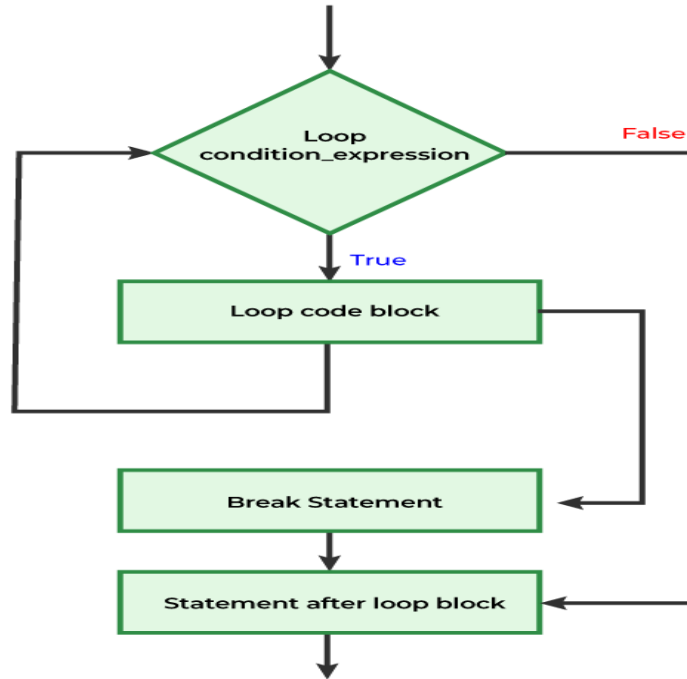 Loop
condition_expression
False
True
Loop code block
Break Statement
Statement after loop block